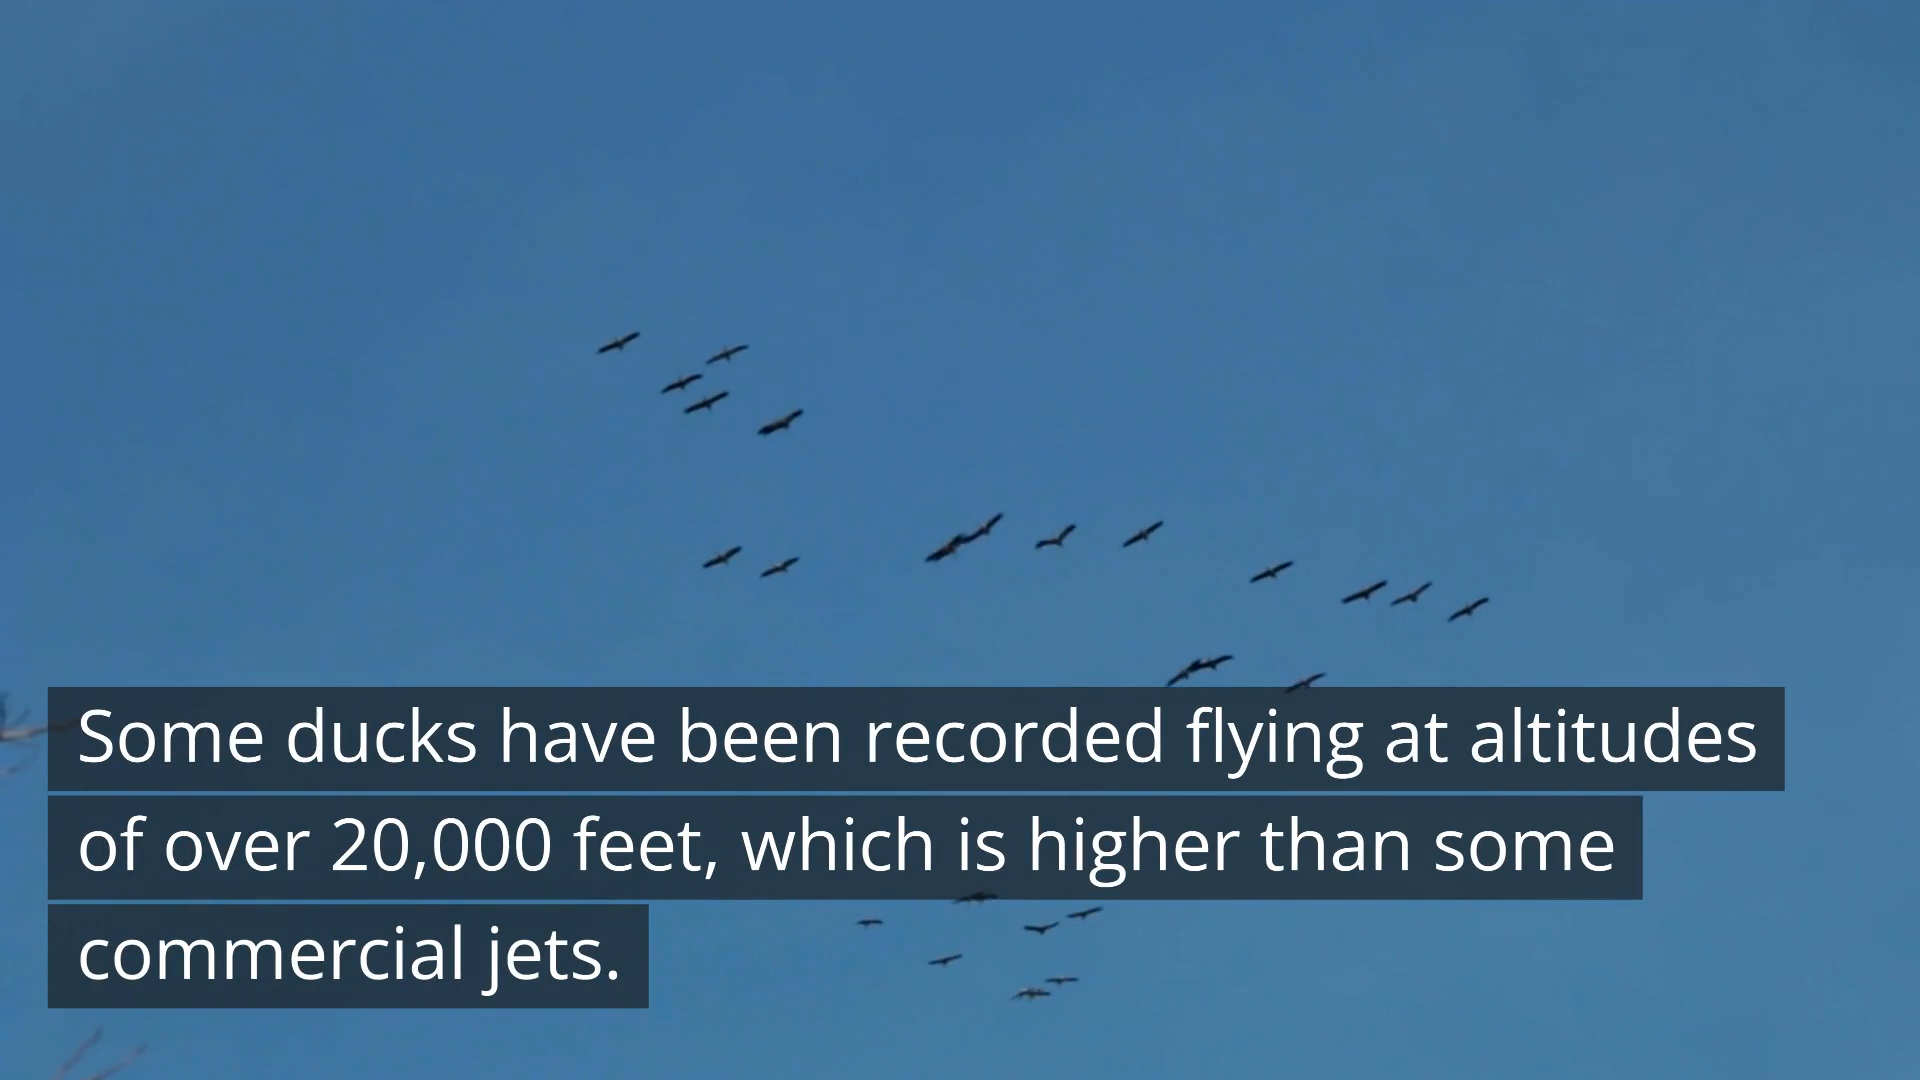 Some ducks have been recorded flying at altitudes
of over 20,000 feet, which is higher than some
commercial jets.